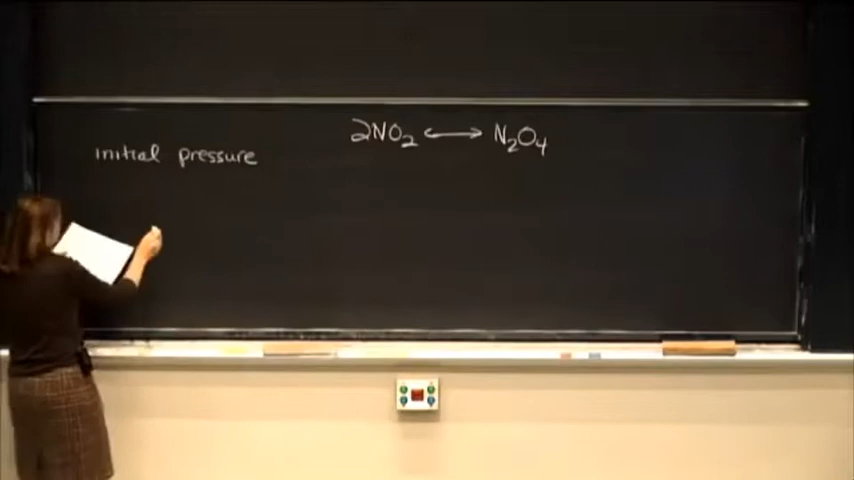 2NO₂ ⟷ N₂O₄
initial pressure